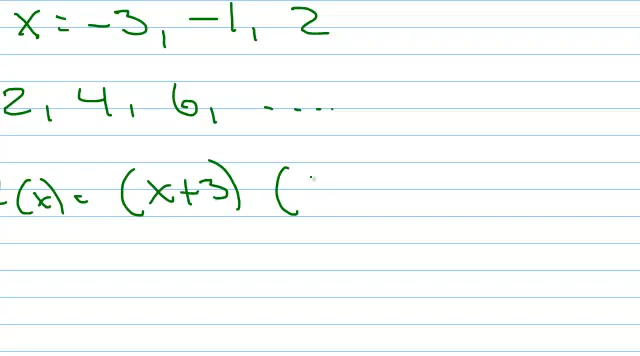 x = -3, -1, 2
2, 4, 6, .....
(x) = (x+3) (